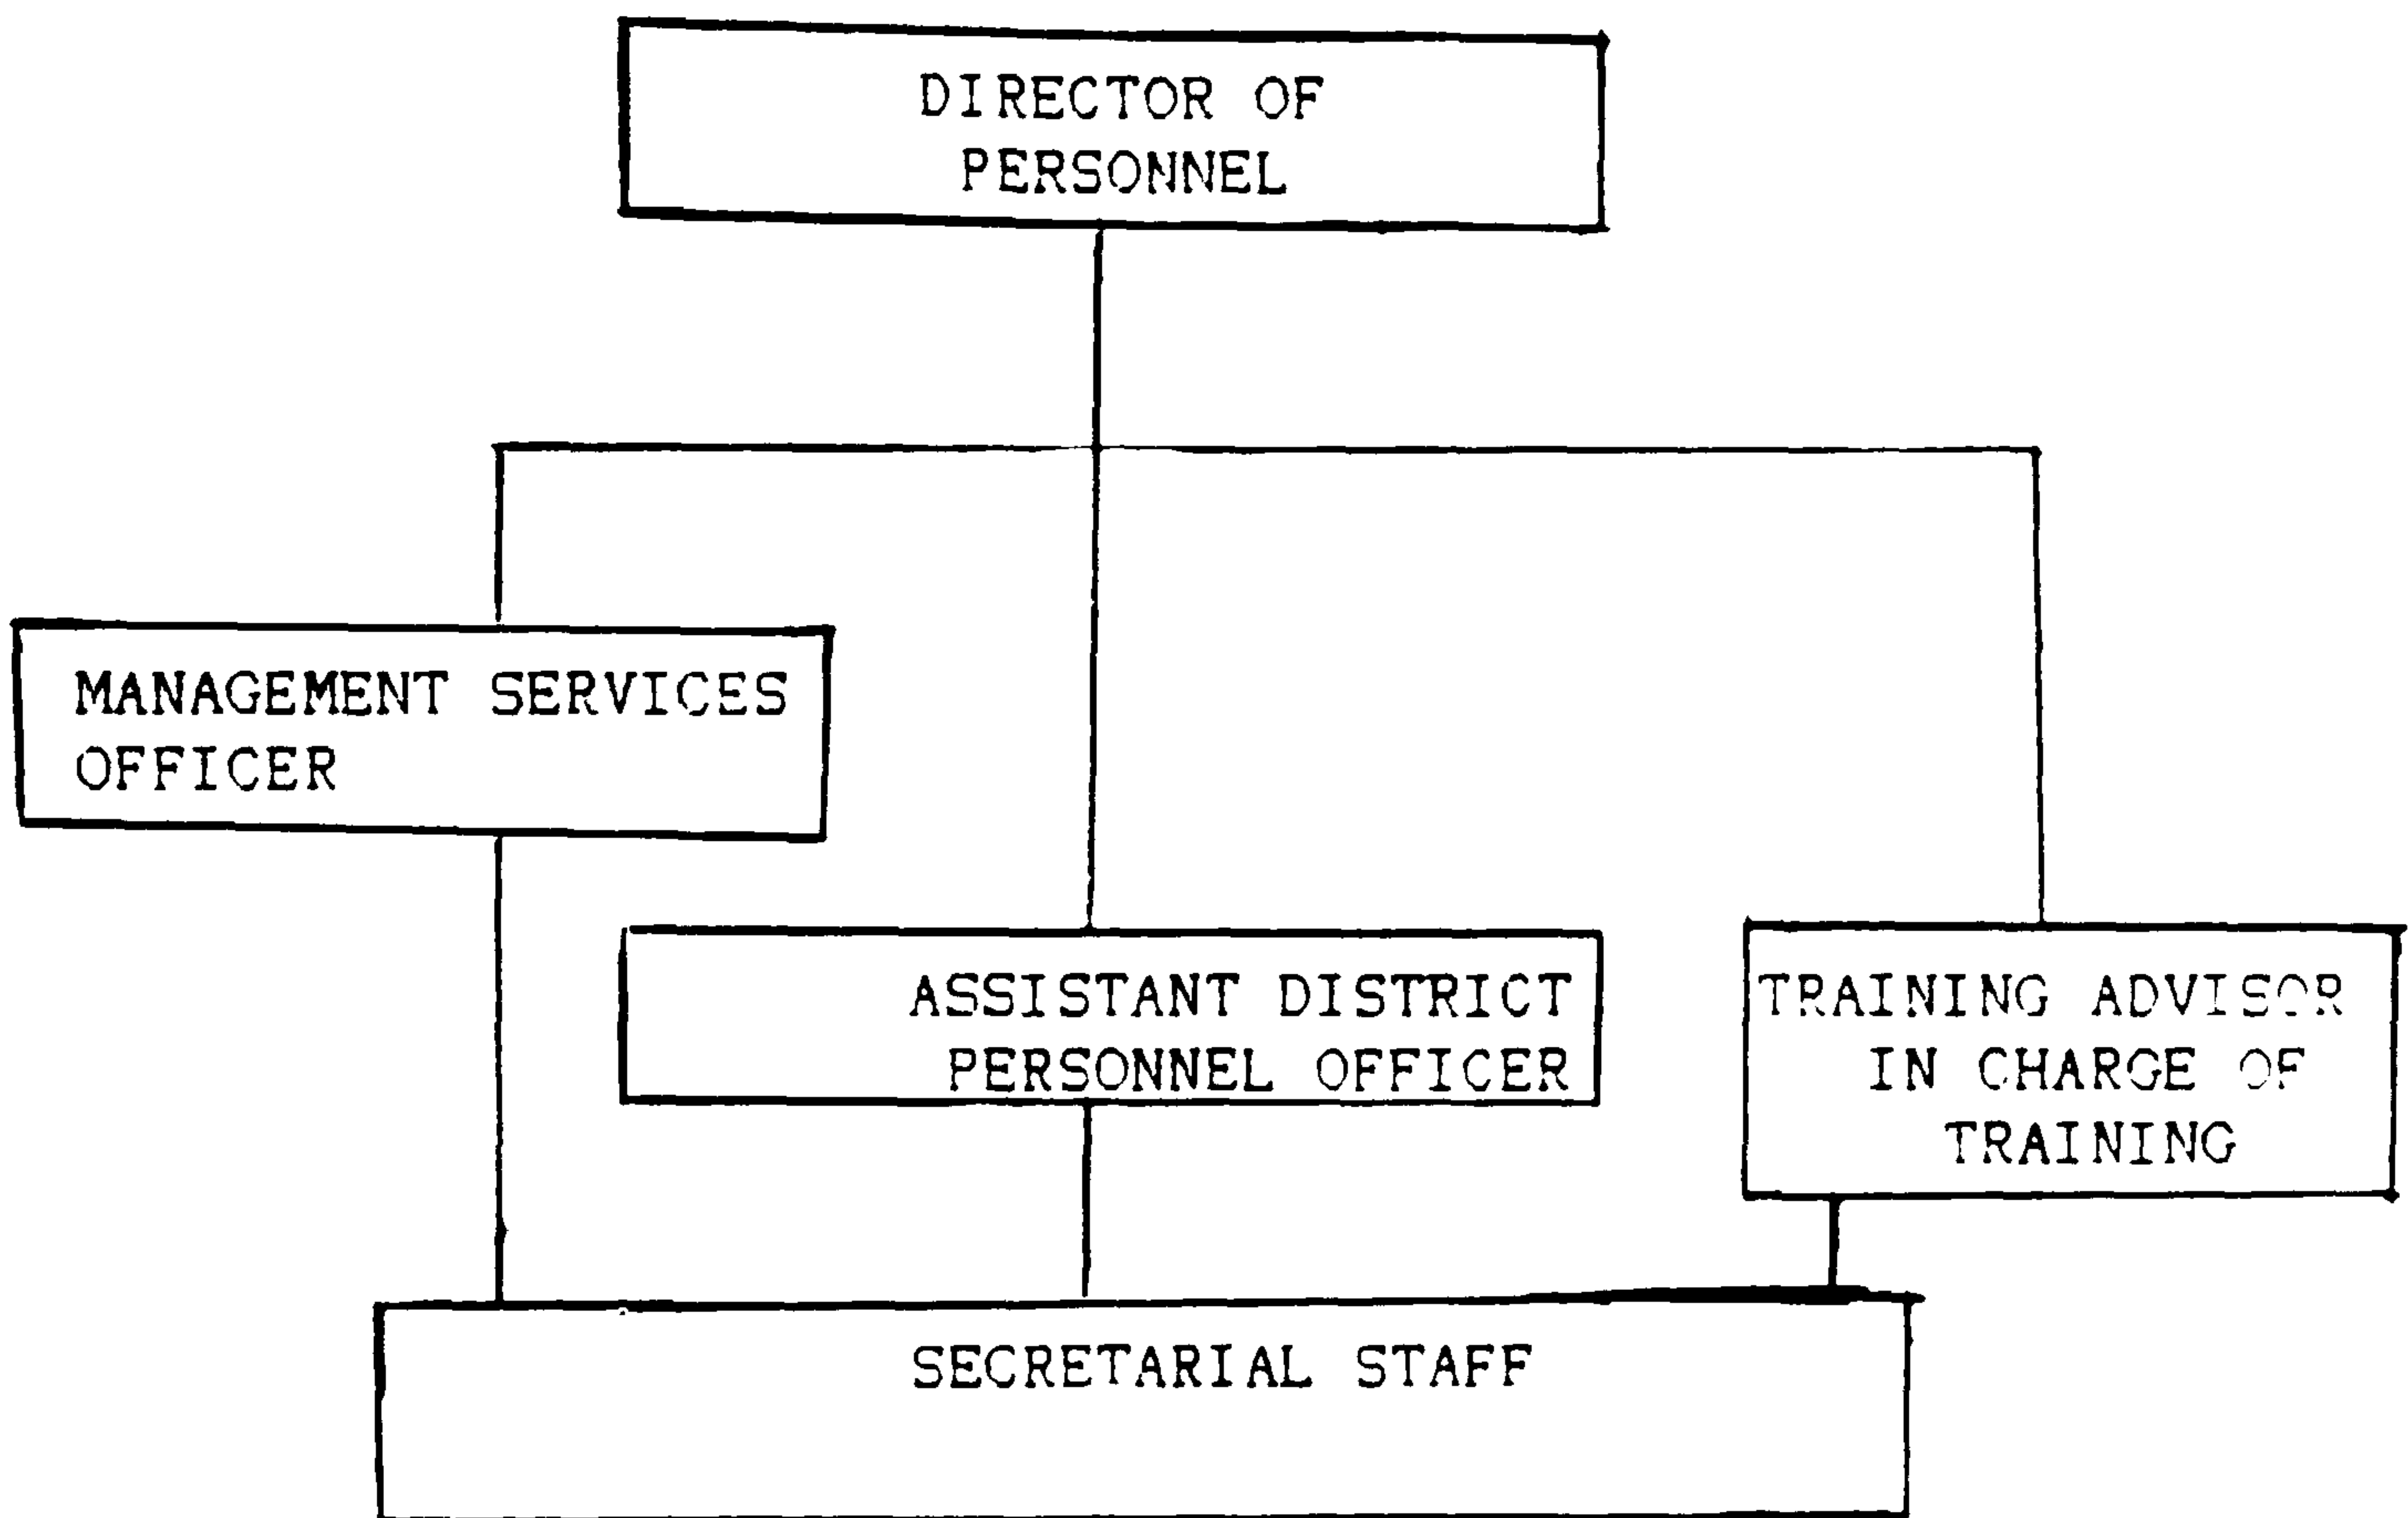 DIRECTOR OF
PERSONNEL
MANAGEMENT SERVICES
OFFICER
ASSISTANT DISTRICT
PERSONNEL OFFICER
TRAINING ADVISOR
IN CHARGE OF
TRAINING
SECRETARIAL STAFF